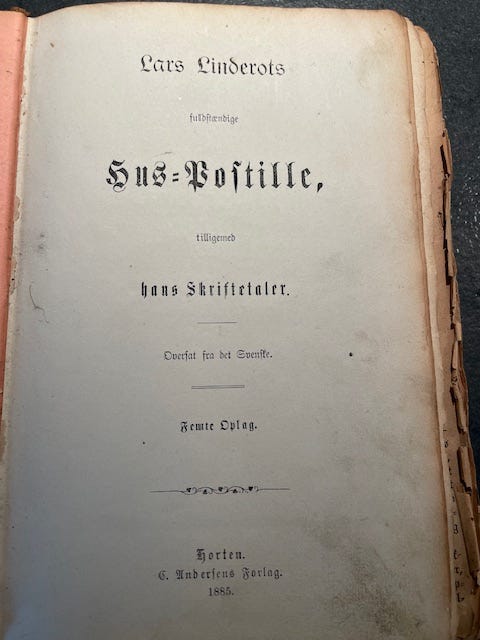 Lars Linderots
fuldstændige
Hus-Postille,
tilligemed
hans Skriftetaler.
Oversat fra det Svenske.
Femte Oplag.
Horten.
C. Andersens Forlag.
1885.